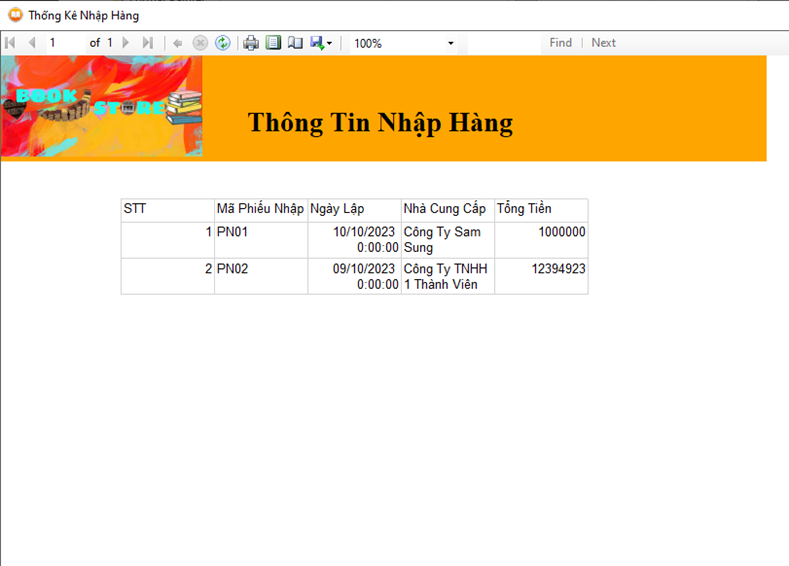 Thống Kê Nhập Hàng
1 of 1 100% Find | Next
BOOK
STORE
Thông Tin Nhập Hàng
STT Mã Phiếu Nhập Ngày Lập Nhà Cung Cấp Tổng Tiền
1 PN01 10/10/2023 Công Ty Sam 1000000
0:00:00 Sung
2 PN02 09/10/2023 Công Ty TNHH 12394923
0:00:00 1 Thành Viên